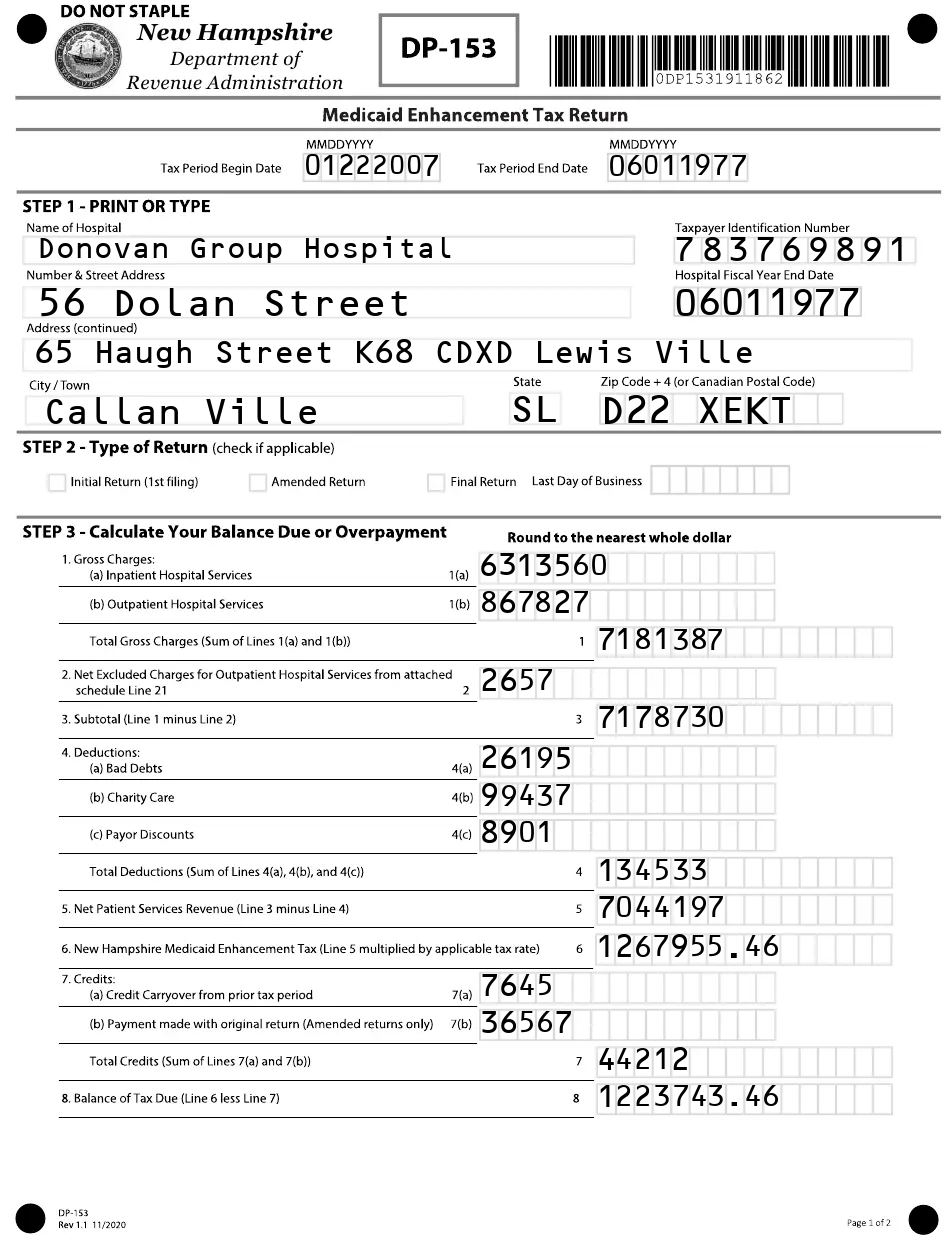 DO NOT STAPLE
New Hampshire
Department of
Revenue Administration
DP-153
0DP1531911862
Medicaid Enhancement Tax Return
MMDDYYYY MMDDYYYY
Tax Period Begin Date 01222007 Tax Period End Date 06011977
STEP 1 - PRINT OR TYPE
Name of Hospital Taxpayer Identification Number
Donovan Group Hospital 783769891
Number & Street Address Hospital Fiscal Year End Date
56 Dolan Street 06011977
Address (continued)
65 Haugh Street K68 CDXD Lewis Ville
City / Town State Zip Code + 4 (or Canadian Postal Code)
Callan Ville SL D22 XEKT
STEP 2 - Type of Return (check if applicable)
Initial Return (1st filing) Amended Return Final Return Last Day of Business
STEP 3 - Calculate Your Balance Due or Overpayment Round to the nearest whole dollar
1. Gross Charges:
(a) Inpatient Hospital Services 1(a) 6313560
(b) Outpatient Hospital Services 1(b) 867827
Total Gross Charges (Sum of Lines 1(a) and 1(b)) 1 7181387
2. Net Excluded Charges for Outpatient Hospital Services from attached
schedule Line 21 2 2657
3. Subtotal (Line 1 minus Line 2) 3 7178730
4. Deductions:
(a) Bad Debts 4(a) 26195
(b) Charity Care 4(b) 99437
(c) Payor Discounts 4(c) 8901
Total Deductions (Sum of Lines 4(a), 4(b), and 4(c)) 4 134533
5. Net Patient Services Revenue (Line 3 minus Line 4) 5 7044197
6. New Hampshire Medicaid Enhancement Tax (Line 5 multiplied by applicable tax rate) 6 1267955.46
7. Credits:
(a) Credit Carryover from prior tax period 7(a) 7645
(b) Payment made with original return (Amended returns only) 7(b) 36567
Total Credits (Sum of Lines 7(a) and 7(b)) 7 44212
8. Balance of Tax Due (Line 6 less Line 7) 8 1223743.46
DP-153
Rev 1.1 11/2020 Page 1 of 2